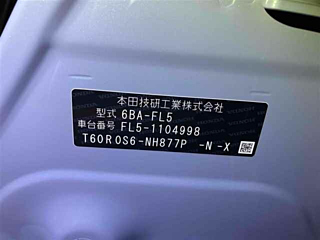 本田技研工業株式会社
型式 6BA-FL5
車台番号 FL5-1104998
T60R0S6-NH877P -N -X